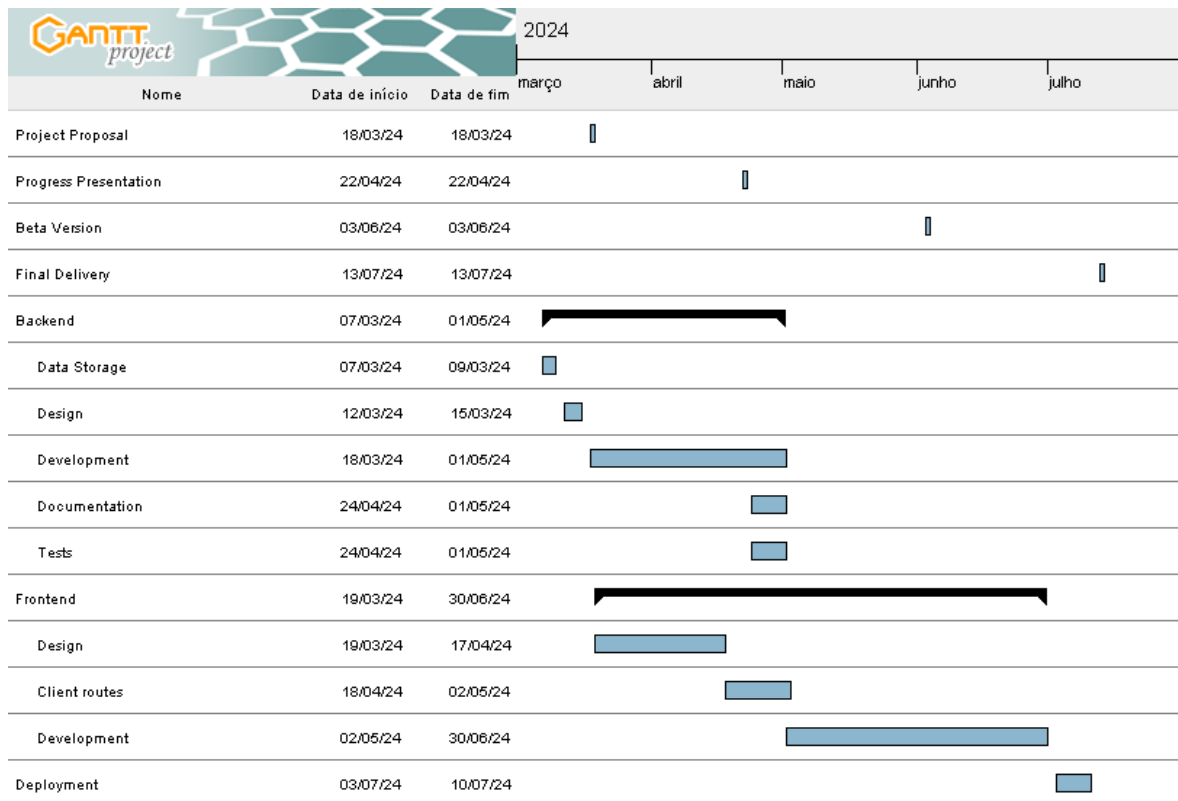 GANTT project
2024
março abril maio junho julho
Nome Data de início Data de fim
Project Proposal 18/03/24 18/03/24
Progress Presentation 22/04/24 22/04/24
Beta Version 03/06/24 03/06/24
Final Delivery 13/07/24 13/07/24
Backend 07/03/24 01/05/24
Data Storage 07/03/24 09/03/24
Design 12/03/24 15/03/24
Development 18/03/24 01/05/24
Documentation 24/04/24 01/05/24
Tests 24/04/24 01/05/24
Frontend 19/03/24 30/06/24
Design 19/03/24 17/04/24
Client routes 18/04/24 02/05/24
Development 02/05/24 30/06/24
Deployment 03/07/24 10/07/24